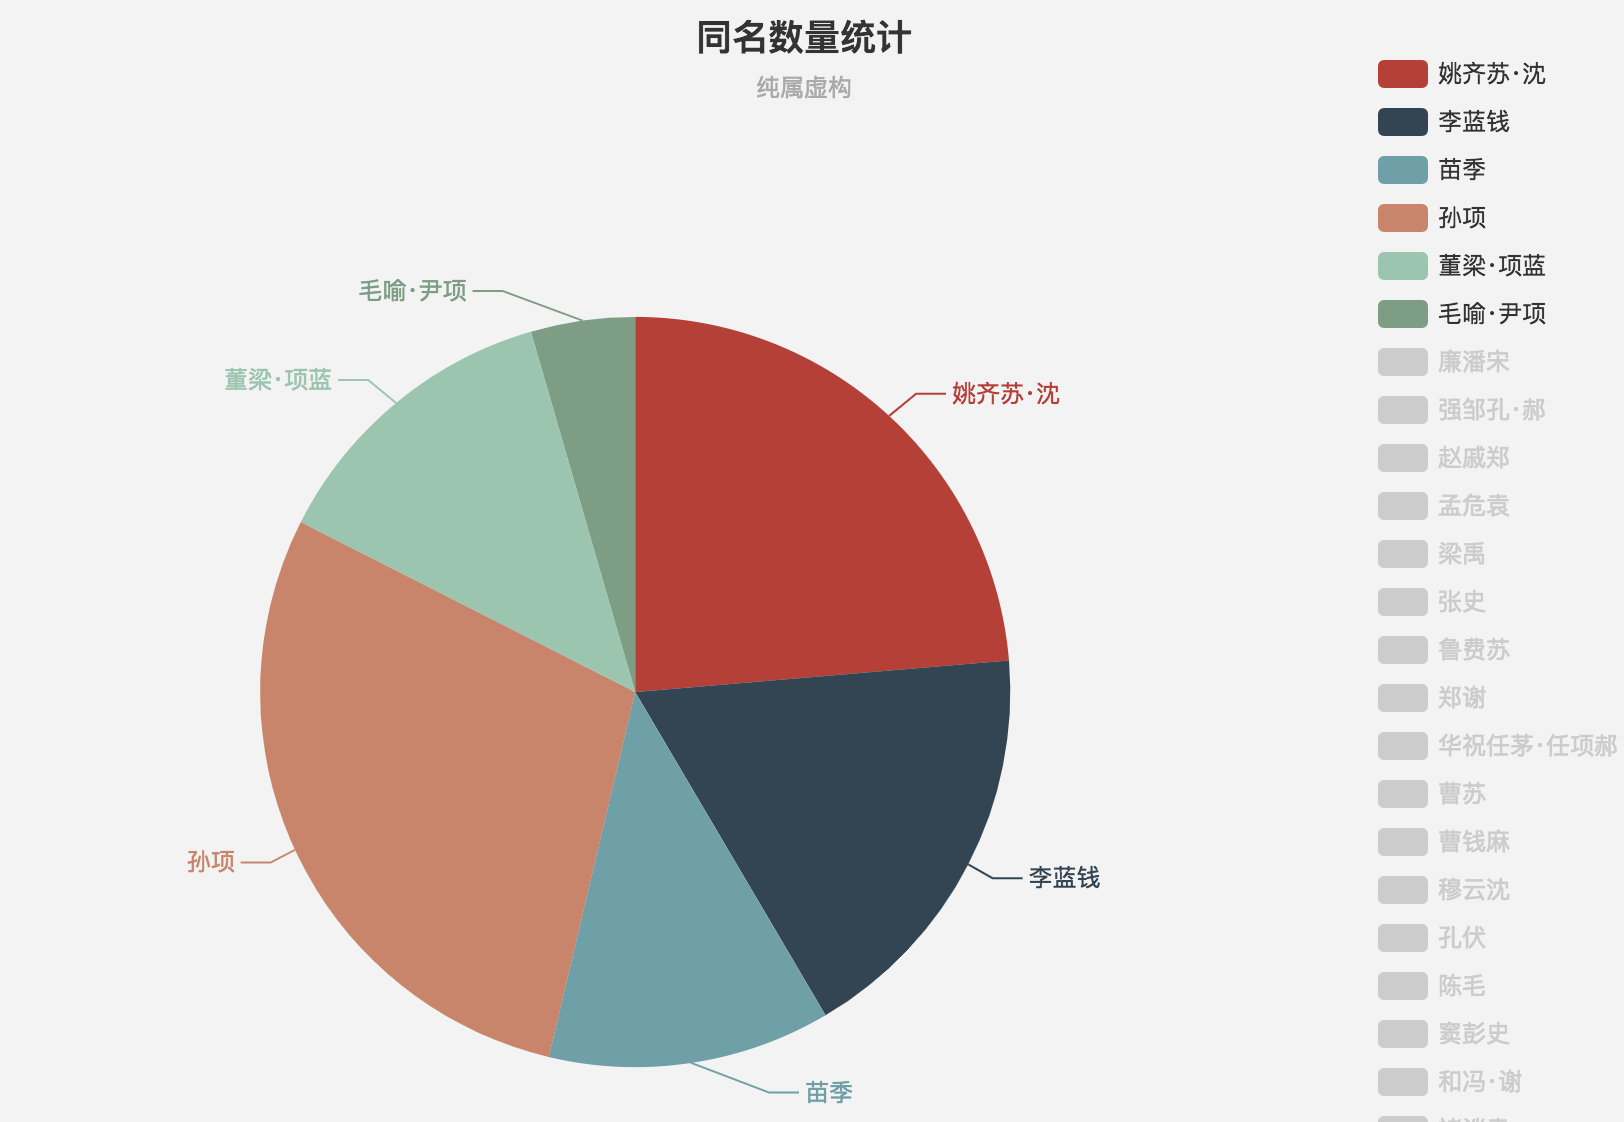 同名数量统计
纯属虚构
姚齐苏·沈
李蓝钱
苗季
孙项
董梁·项蓝
毛喻·尹项
廉潘宋
强邹孔·郝
赵戚郑
孟危袁
梁禹
张史
鲁费苏
郑谢
华祝任茅·任项郝
曹苏
曹钱麻
穆云沈
孔伏
陈毛
窦彭史
和冯·谢
毛喻·尹项
董梁·项蓝
姚齐苏·沈
孙项
李蓝钱
苗季